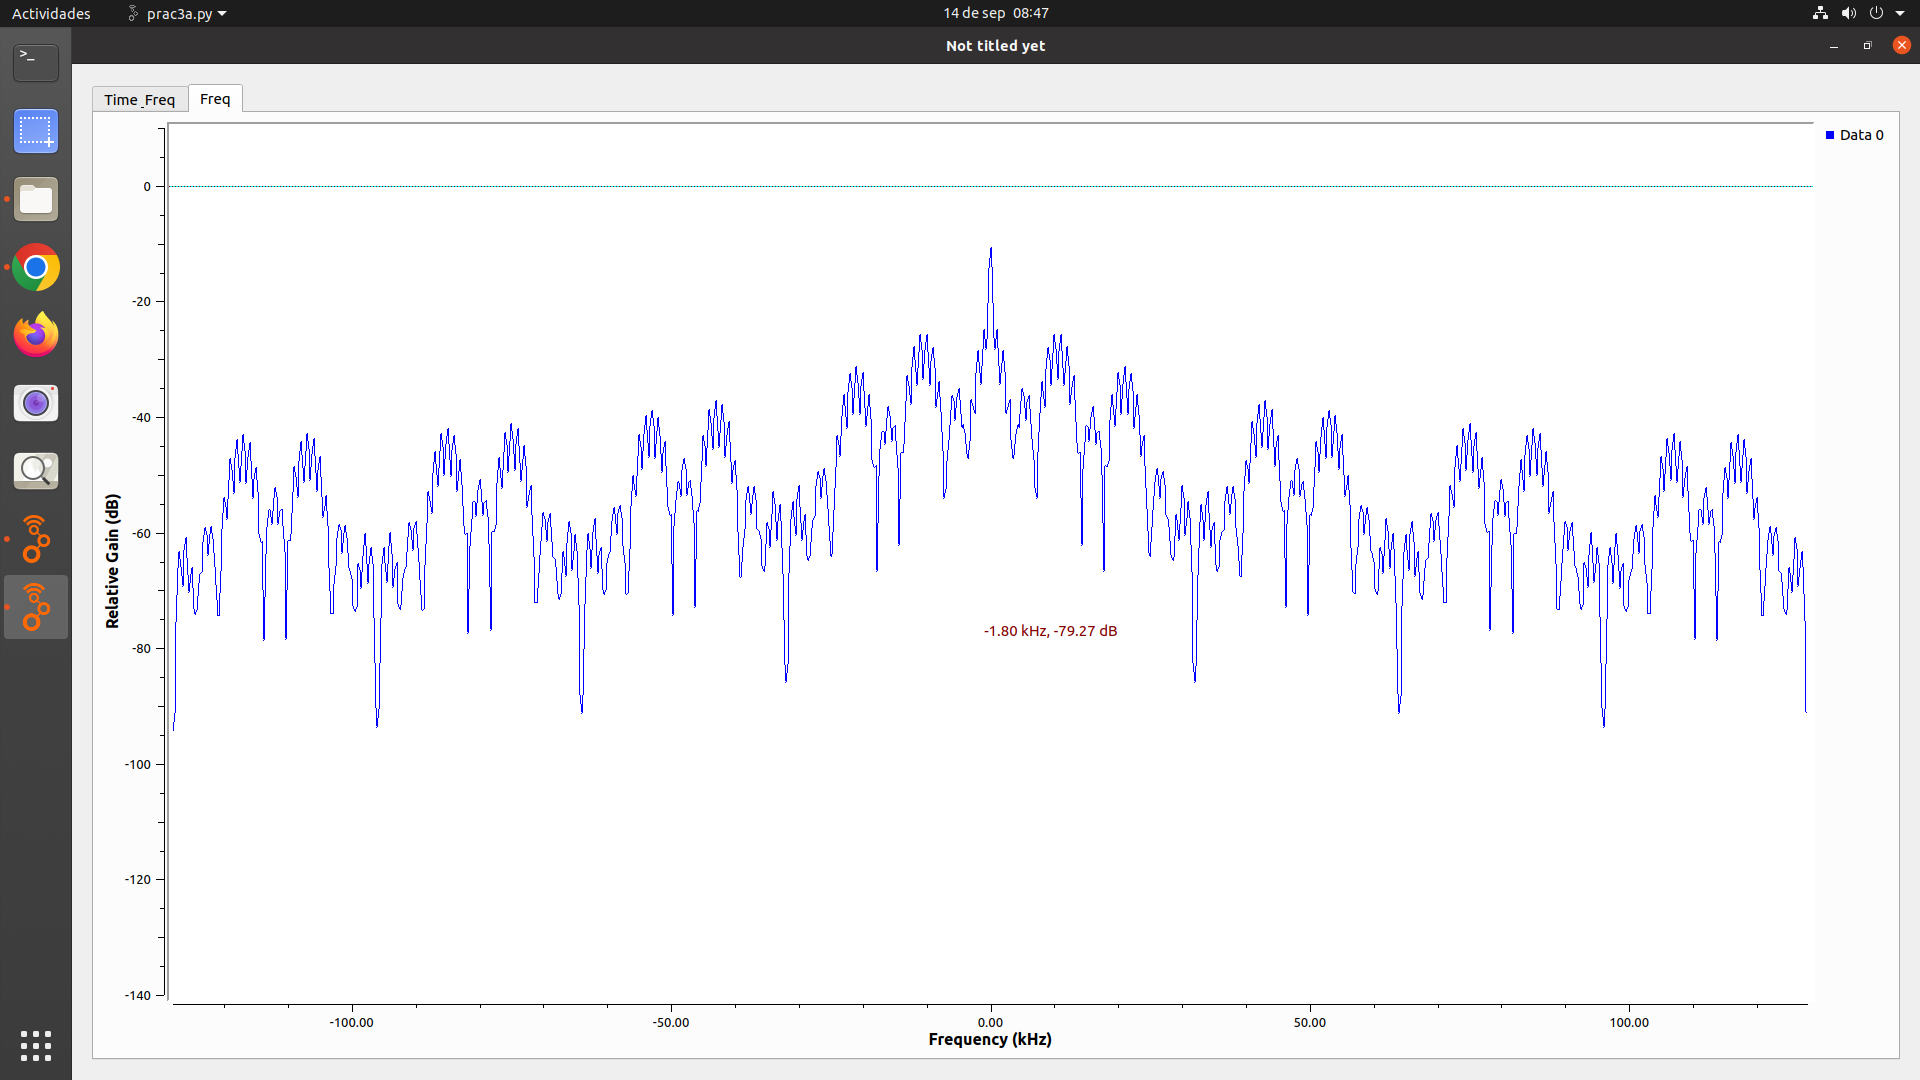 Actividades prac3a.py 14 de sep 08:47
Not titled yet
Time_Freq Freq
Data 0
0
-20
-40
-60
-80
-100
-120
-140
Relative Gain (dB)
-1.80 kHz, -79.27 dB
-100.00 -50.00 0.00 50.00 100.00
Frequency (kHz)
>_